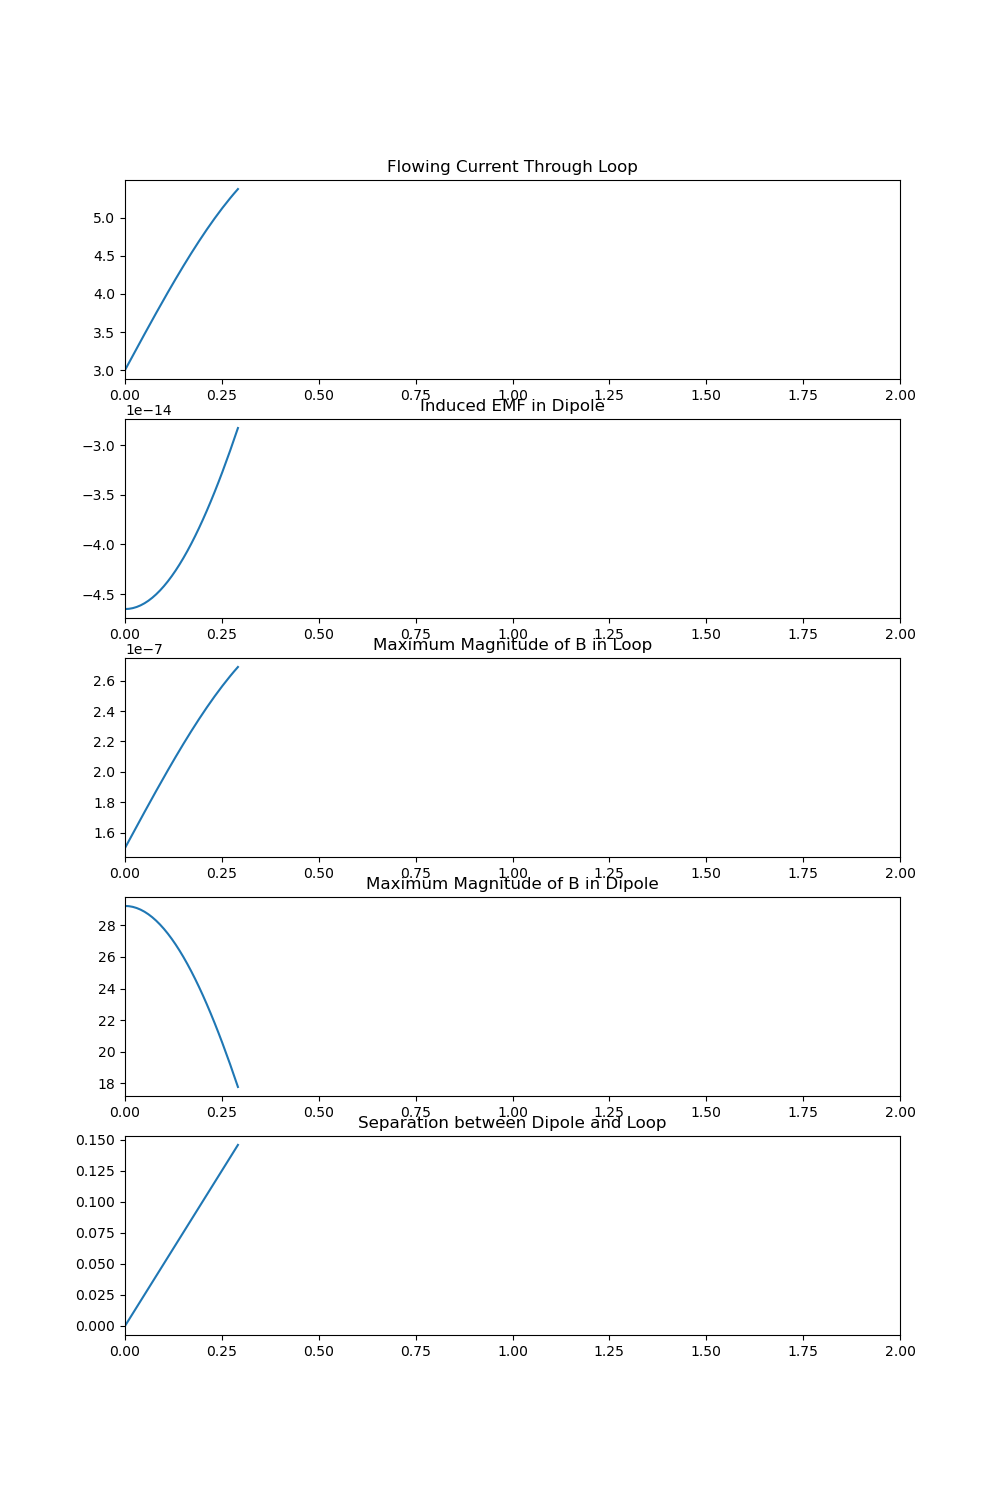 Flowing Current Through Loop
5.0
4.5
4.0
3.5
3.0
0.00 0.25 0.50 0.75 1.00 1.25 1.50 1.75 2.00
Induced EMF in Dipole
1e−14
−3.0
−3.5
−4.0
−4.5
0.00 0.25 0.50 0.75 1.00 1.25 1.50 1.75 2.00
Maximum Magnitude of B in Loop
1e−7
2.6
2.4
2.2
2.0
1.8
1.6
0.00 0.25 0.50 0.75 1.00 1.25 1.50 1.75 2.00
Maximum Magnitude of B in Dipole
28
26
24
22
20
18
0.00 0.25 0.50 0.75 1.00 1.25 1.50 1.75 2.00
Separation between Dipole and Loop
0.150
0.125
0.100
0.075
0.050
0.025
0.000
0.00 0.25 0.50 0.75 1.00 1.25 1.50 1.75 2.00